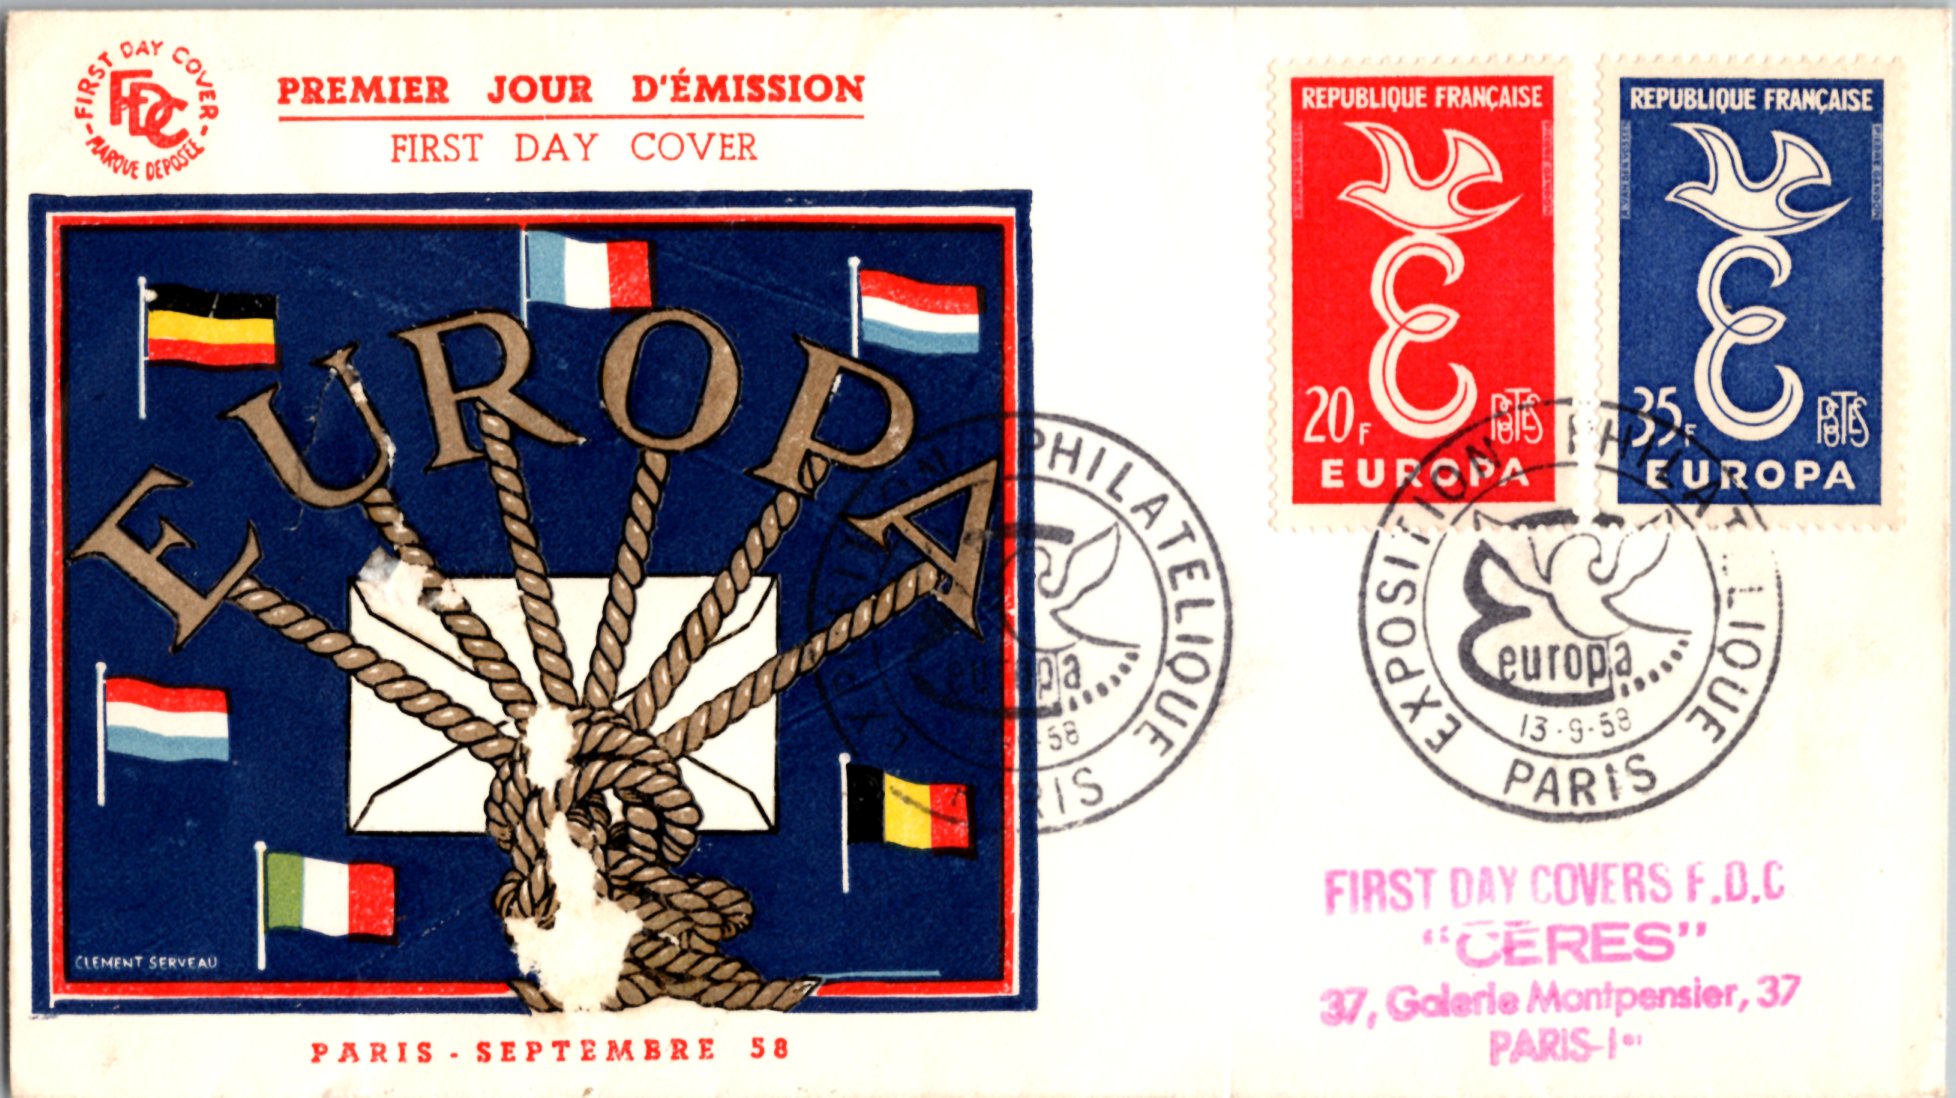 FIRST DAY COVER
FDC
MARQUE DEPOSÉE
PREMIER JOUR D'ÉMISSION
FIRST DAY COVER
EUROPA
CLEMENT SERVEAU
PARIS - SEPTEMBRE 58
REPUBLIQUE FRANÇAISE
20F
POSTES
EUROPA
REPUBLIQUE FRANÇAISE
35F
POSTES
EUROPA
PHILATELIQUE
europa
58
EXPOSITION PHILATELIQUE
europa
13-9-58
PARIS
FIRST DAY COVERS F.D.C
"CÉRES"
37, Galerie Montpensier, 37
PARIS-1er